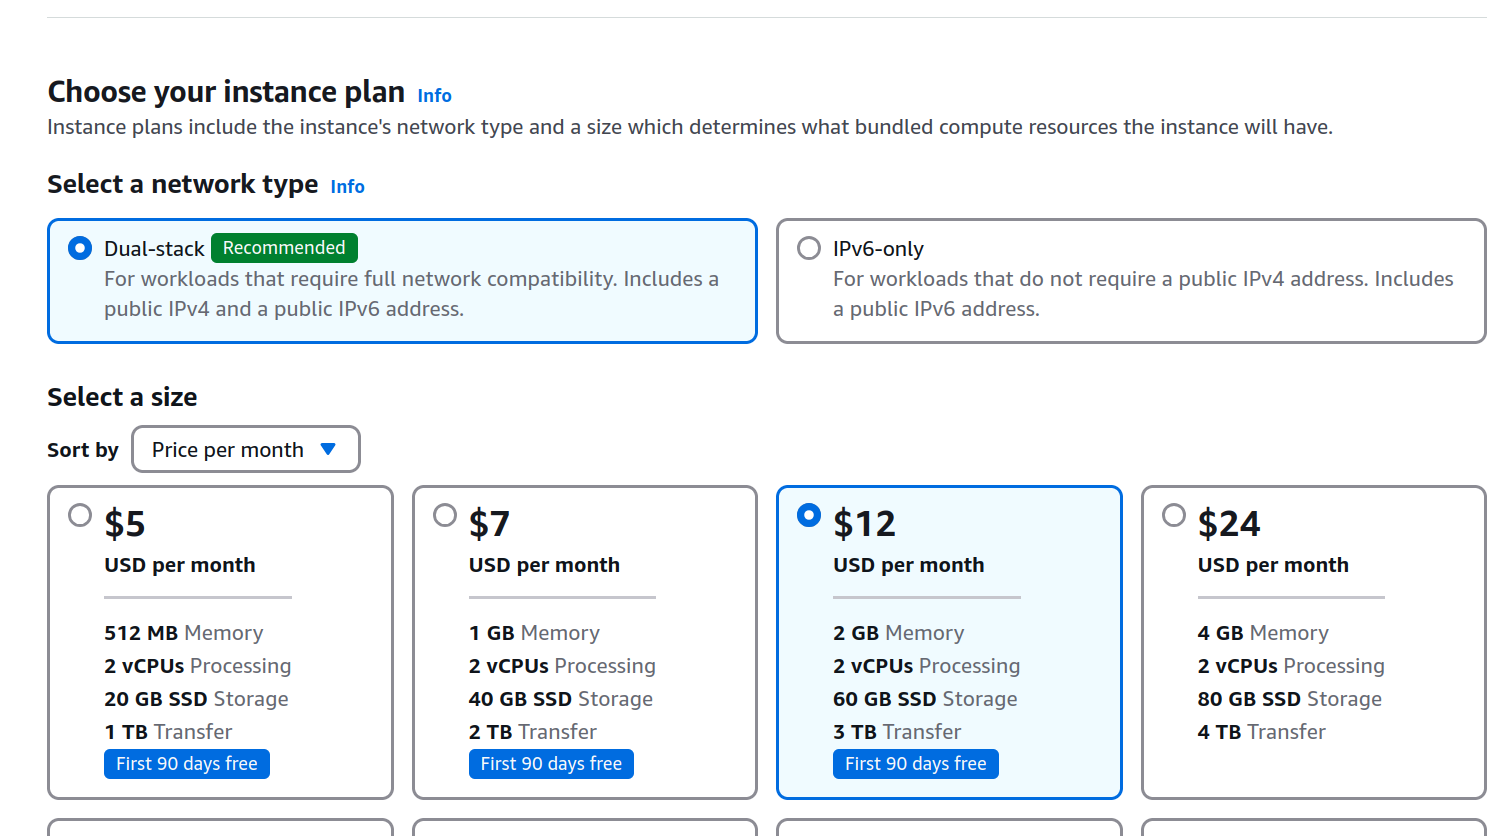 Choose your instance plan Info
Instance plans include the instance's network type and a size which determines what bundled compute resources the instance will have.
Select a network type Info
Dual-stack Recommended
For workloads that require full network compatibility. Includes a
public IPv4 and a public IPv6 address.
IPv6-only
For workloads that do not require a public IPv4 address. Includes
a public IPv6 address.
Select a size
Sort by Price per month
$5
USD per month
512 MB Memory
2 vCPUs Processing
20 GB SSD Storage
1 TB Transfer
First 90 days free
$7
USD per month
1 GB Memory
2 vCPUs Processing
40 GB SSD Storage
2 TB Transfer
First 90 days free
$12
USD per month
2 GB Memory
2 vCPUs Processing
60 GB SSD Storage
3 TB Transfer
First 90 days free
$24
USD per month
4 GB Memory
2 vCPUs Processing
80 GB SSD Storage
4 TB Transfer